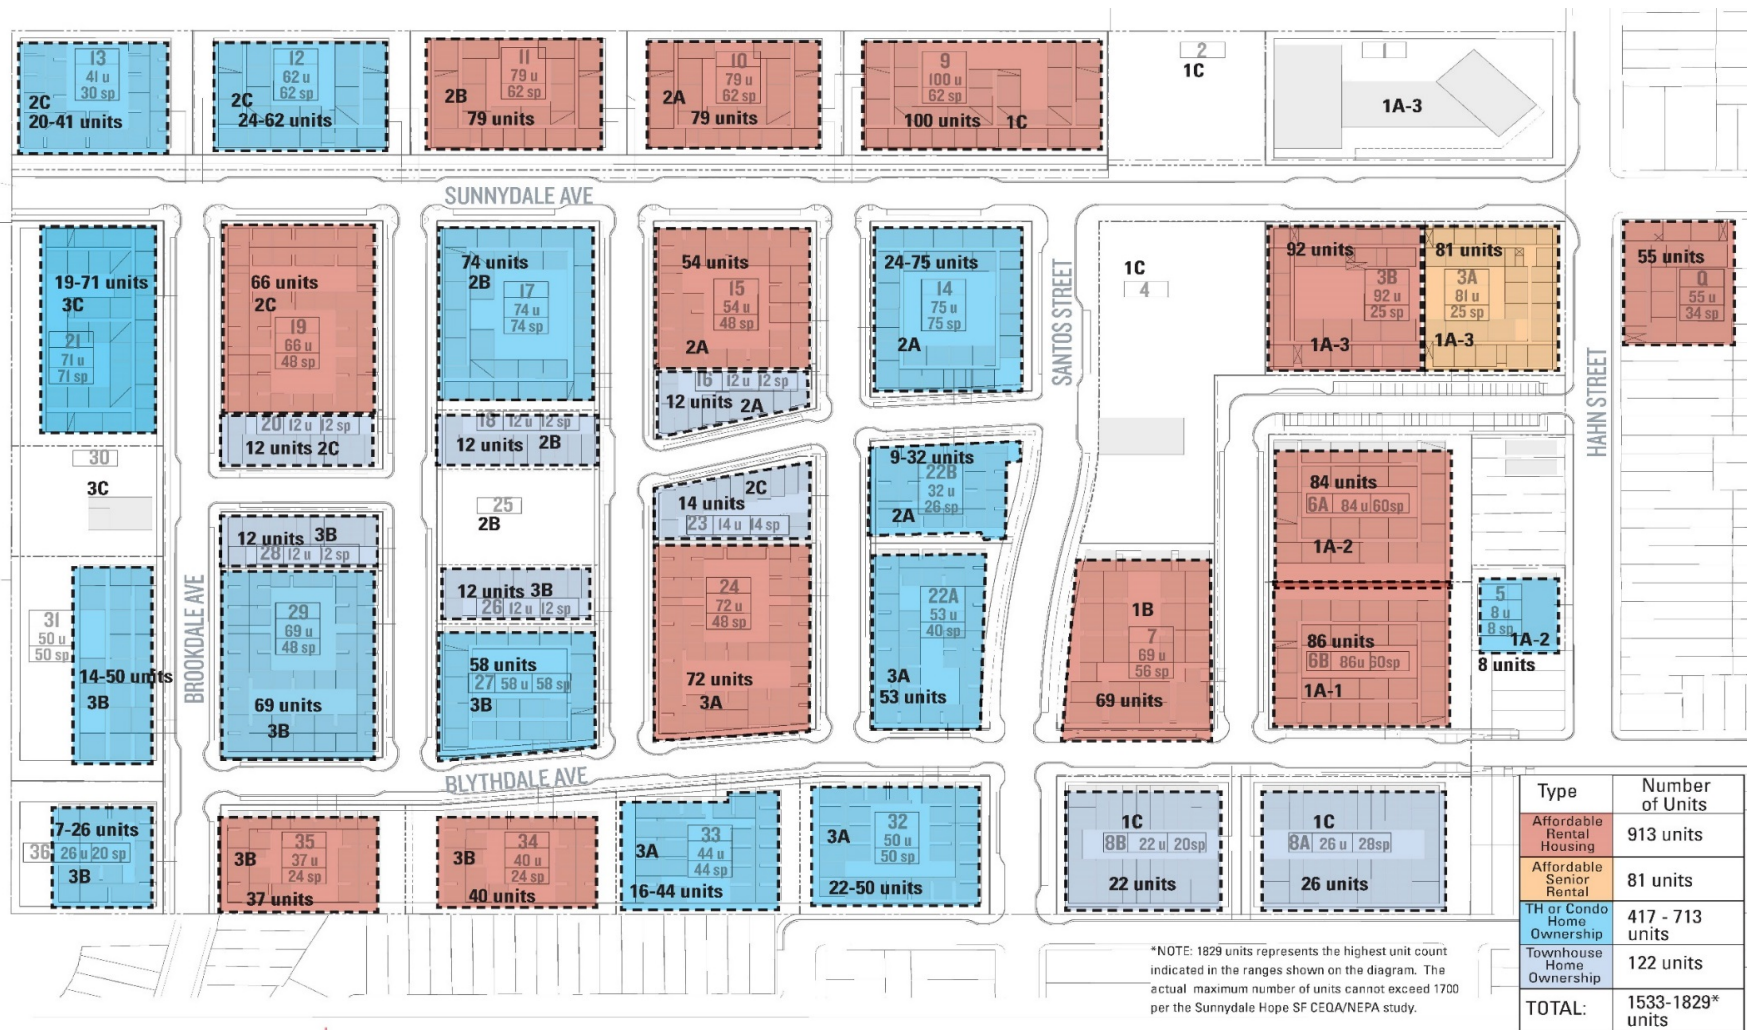 13
41 u
30 sp
2C
20-41 units
12
62 u
62 sp
2C
24-62 units
11
79 u
62 sp
2B
79 units
10
79 u
62 sp
2A
79 units
9
100 u
62 sp
100 units 1C
2
1C
1
1A-3
SUNNYDALE AVE
19-71 units
3C
21
71 u
71 sp
66 units
2C
19
66 u
48 sp
20 12 u 12 sp
12 units 2C
74 units
2B
17
74 u
74 sp
18 12 u 12 sp
12 units 2B
54 units
15
54 u
48 sp
2A
16 12 u 12 sp
12 units 2A
24-75 units
14
75 u
75 sp
2A
SANTOS STREET
1C
4
92 units
3B
92 u
25 sp
1A-3
81 units
3A
81 u
25 sp
1A-3
HAHN STREET
55 units
Q
55 u
34 sp
30
3C
25
2B
12 units 3B
28 12 u 12 sp
BROOKDALE AVE
29
69 u
48 sp
69 units
3B
31
50 u
50 sp
14-50 units
3B
12 units 3B
26 12 u 12 sp
58 units
27 58 u 58 sp
3B
2C
14 units
23 14 u 14 sp
24
72 u
48 sp
72 units
3A
9-32 units
22B
32 u
26 sp
2A
22A
53 u
40 sp
3A
53 units
1B
7
69 u
56 sp
69 units
84 units
6A 84 u 60sp
1A-2
86 units
6B 86u 60sp
1A-1
5
8 u
8 sp
1A-2
8 units
BLYTHDALE AVE
7-26 units
36 26 u 20 sp
3B
35
37 u
24 sp
3B
37 units
34
40 u
24 sp
3B
40 units
33
44 u
44 sp
3A
16-44 units
32
50 u
50 sp
3A
22-50 units
1C
8B 22 u 20sp
22 units
1C
8A 26 u 28sp
26 units
Type Number of Units
Affordable Rental Housing 913 units
Affordable Senior Rental 81 units
TH or Condo Home Ownership 417 - 713 units
Townhouse Home Ownership 122 units
TOTAL: 1533-1829* units
*NOTE: 1829 units represents the highest unit count
indicated in the ranges shown on the diagram. The
actual maximum number of units cannot exceed 1700
per the Sunnydale Hope SF CEQA/NEPA study.